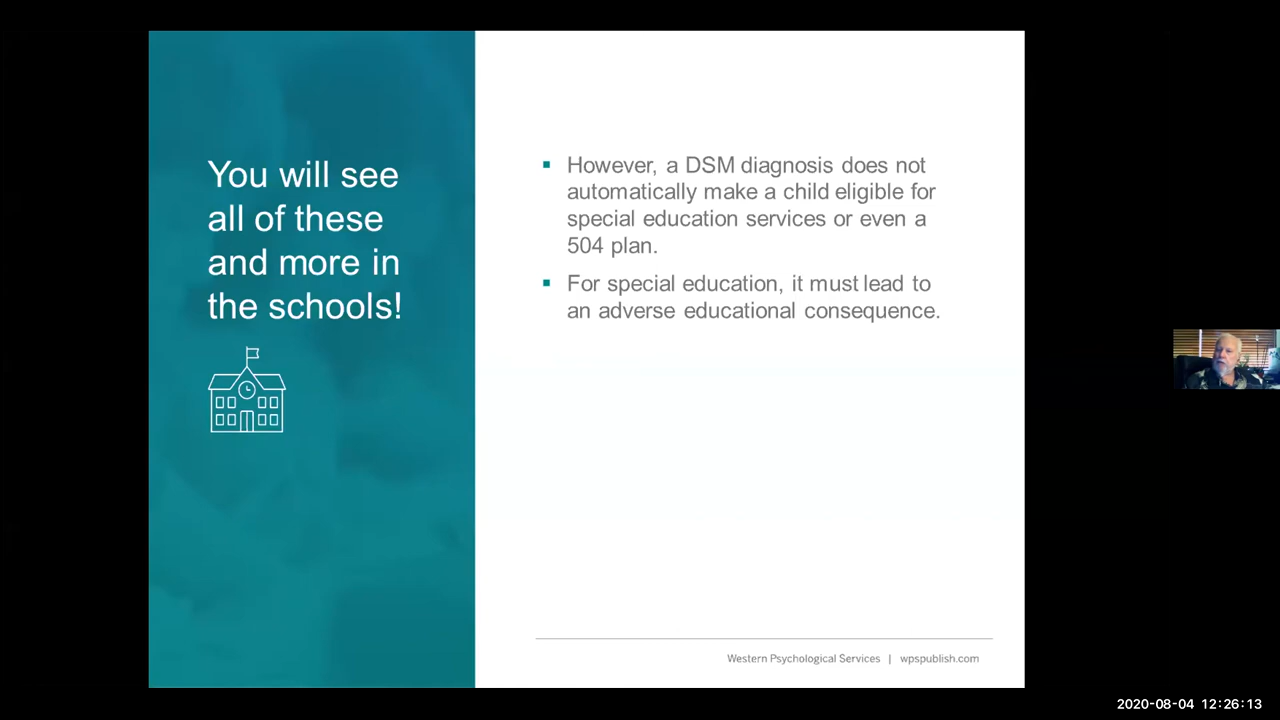 You will see
all of these
and more in
the schools!
▪ However, a DSM diagnosis does not
automatically make a child eligible for
special education services or even a
504 plan.
▪ For special education, it must lead to
an adverse educational consequence.
Western Psychological Services | wpspublish.com
2020-08-04 12:26:13